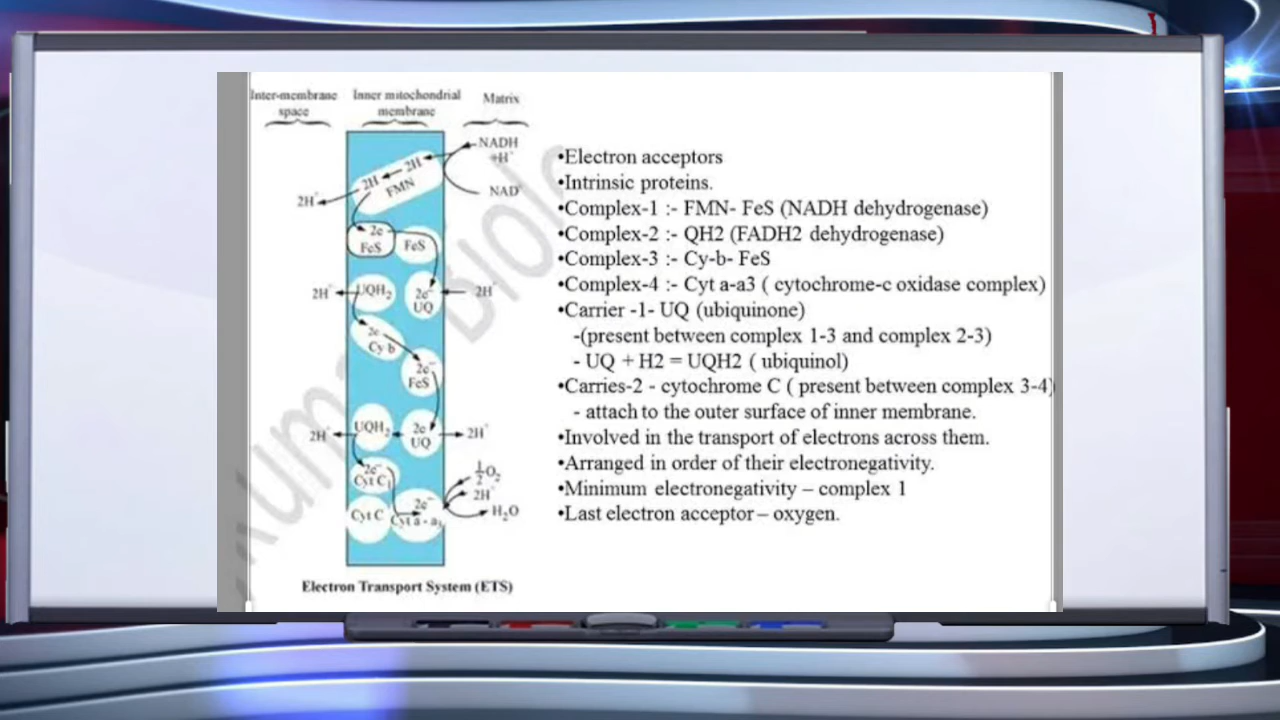 Inter-membrane space
Inner mitochondrial membrane
Matrix
NADH
+H⁺
2H
2H
FMN
2H⁺
NAD⁺
2e⁻
FeS
FeS
2H⁺
UQH₂
2e⁻
UQ
2H⁺
2e⁻
Cy b
2e⁻
FeS
2H⁺
UQH₂
2e⁻
UQ
2H⁺
2e⁻
Cyt C₁
½O₂
2H⁺
Cyt C
2e⁻
Cyt a - a₃
H₂O
Electron Transport System (ETS)
•Electron acceptors
•Intrinsic proteins.
•Complex-1 :- FMN- FeS (NADH dehydrogenase)
•Complex-2 :- QH2 (FADH2 dehydrogenase)
•Complex-3 :- Cy-b- FeS
•Complex-4 :- Cyt a-a3 ( cytochrome-c oxidase complex)
•Carrier -1- UQ (ubiquinone)
-(present between complex 1-3 and complex 2-3)
- UQ + H2 = UQH2 ( ubiquinol)
•Carries-2 - cytochrome C ( present between complex 3-4)
- attach to the outer surface of inner membrane.
•Involved in the transport of electrons across them.
•Arranged in order of their electronegativity.
•Minimum electronegativity – complex 1
•Last electron acceptor – oxygen.